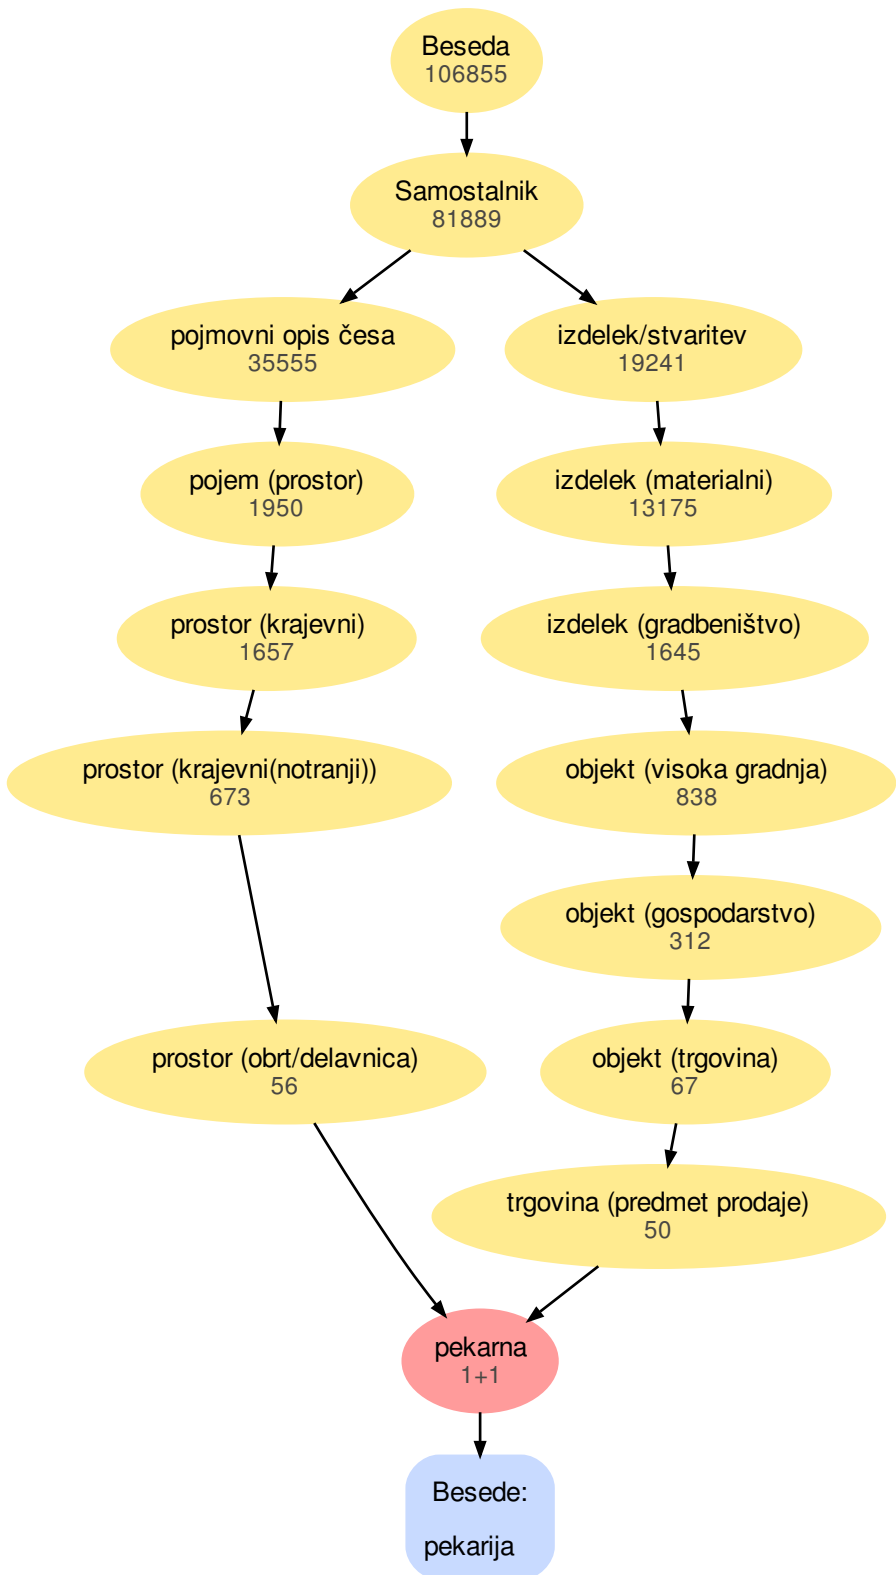 Beseda
106855
Samostalnik
81889
pojmovni opis česa
35555
izdelek/stvaritev
19241
pojem (prostor)
1950
izdelek (materialni)
13175
prostor (krajevni)
1657
izdelek (gradbeništvo)
1645
prostor (krajevni(notranji))
673
objekt (visoka gradnja)
838
objekt (gospodarstvo)
312
prostor (obrt/delavnica)
56
objekt (trgovina)
67
trgovina (predmet prodaje)
50
pekarna
1+1
Besede:
pekarija